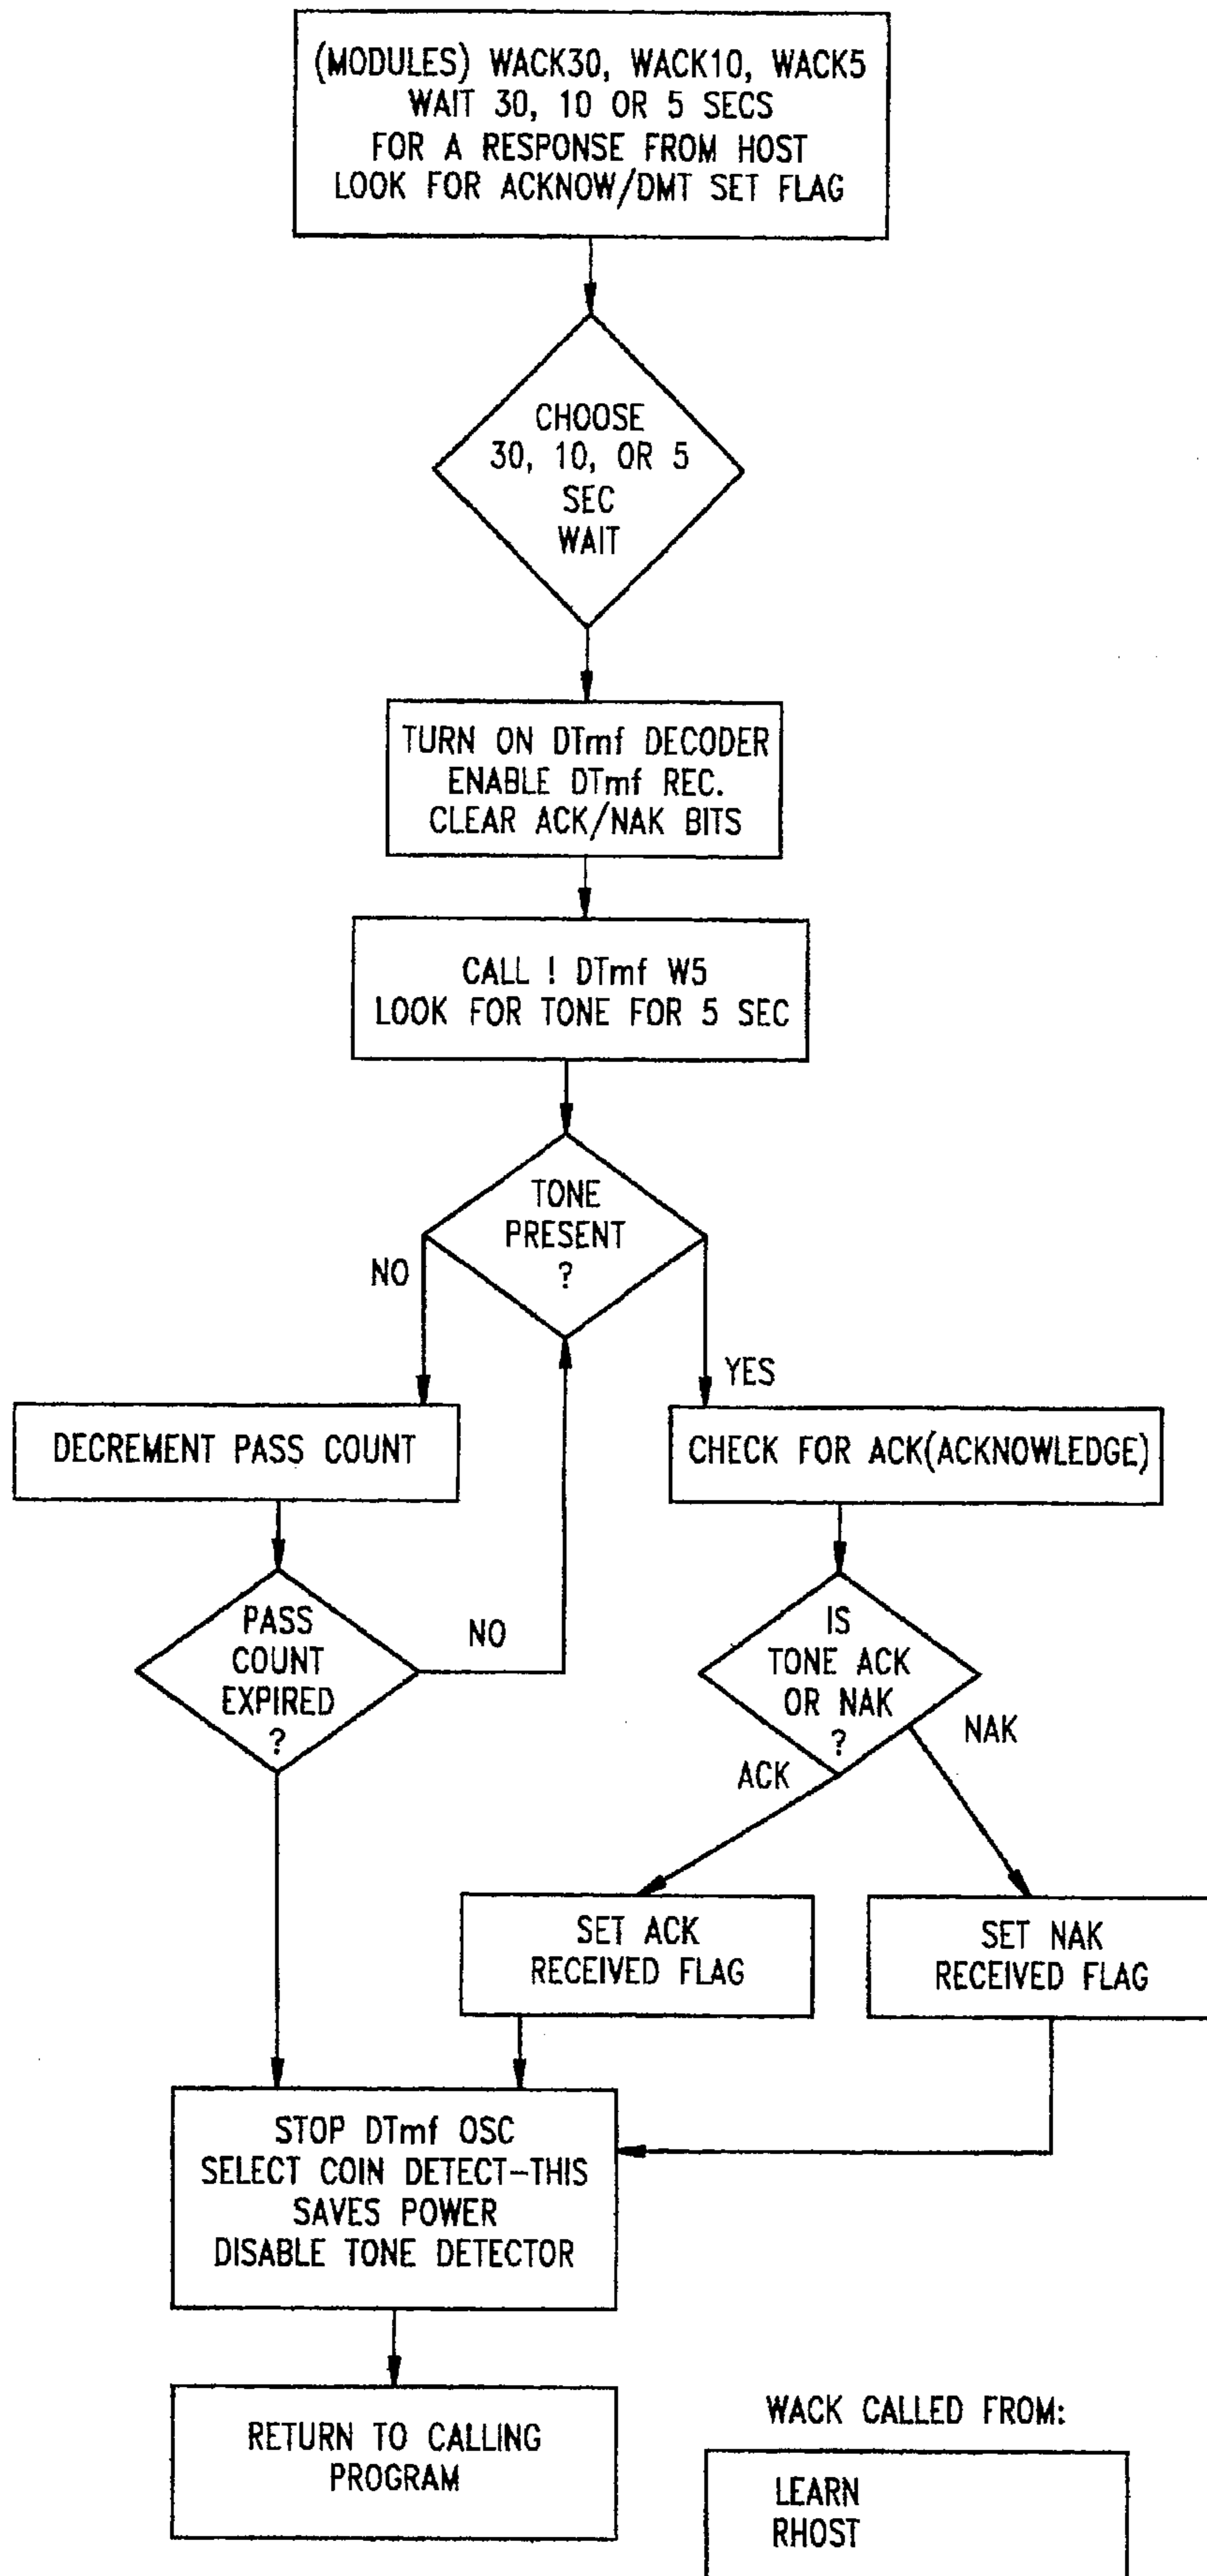 (MODULES) WACK30, WACK10, WACK5
WAIT 30, 10 OR 5 SECS
FOR A RESPONSE FROM HOST
LOOK FOR ACKNOW/DMT SET FLAG
CHOOSE
30, 10, OR 5
SEC
WAIT
TURN ON DTmf DECODER
ENABLE DTmf REC.
CLEAR ACK/NAK BITS
CALL ! DTmf W5
LOOK FOR TONE FOR 5 SEC
TONE
PRESENT
?
NO
YES
DECREMENT PASS COUNT
CHECK FOR ACK(ACKNOWLEDGE)
PASS
COUNT
EXPIRED
?
NO
IS
TONE ACK
OR NAK
?
ACK
NAK
SET ACK
RECEIVED FLAG
SET NAK
RECEIVED FLAG
STOP DTmf OSC
SELECT COIN DETECT-THIS
SAVES POWER
DISABLE TONE DETECTOR
RETURN TO CALLING
PROGRAM
WACK CALLED FROM:
LEARN
RHOST